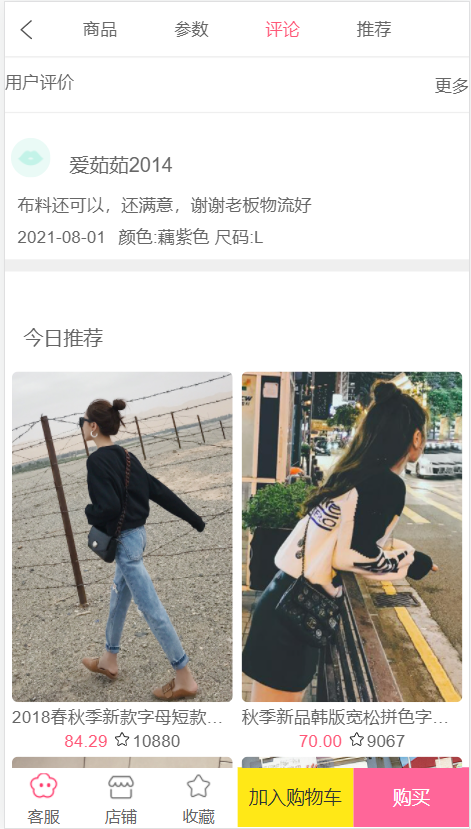 商品 参数 评论 推荐
用户评价 更多
爱茹茹2014
布料还可以，还满意，谢谢老板物流好
2021-08-01 颜色:藕紫色 尺码:L
今日推荐
2018春秋季新款字母短款... 秋季新品韩版宽松拼色字...
84.29 10880 70.00 9067
客服 店铺 收藏 加入购物车 购买